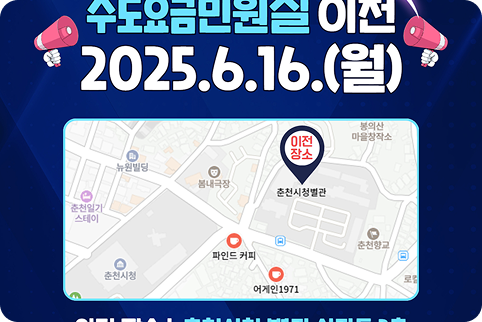 수도요금민원실 이전
2025.6.16.(월)
이전
장소
봉의산
마을장작소
뉴원빌딩
봄내극장
춘천시청별관
춘천일기
스테이
파인드 커피
춘천향교
춘천시청
어게인1971
로컬